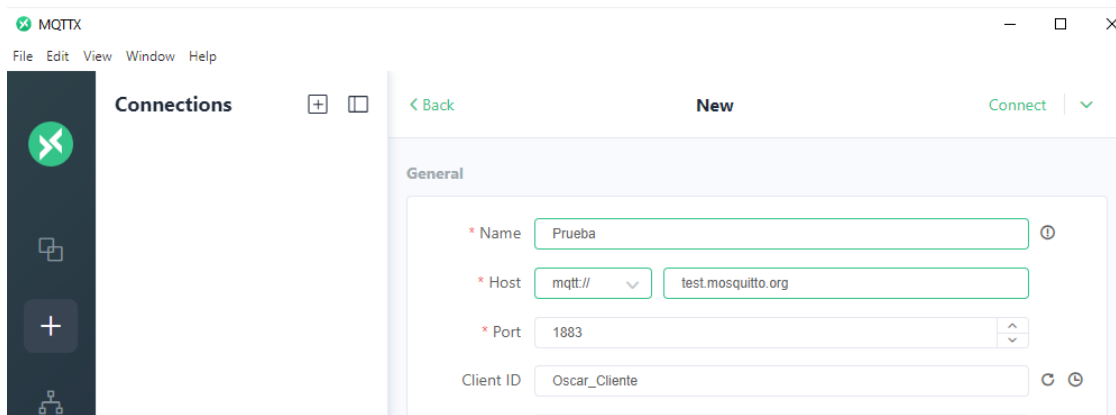 MQTTX
File Edit View Window Help
Connections
Back New Connect
General
* Name Prueba
* Host mqtt:// test.mosquitto.org
* Port 1883
Client ID Oscar_Cliente